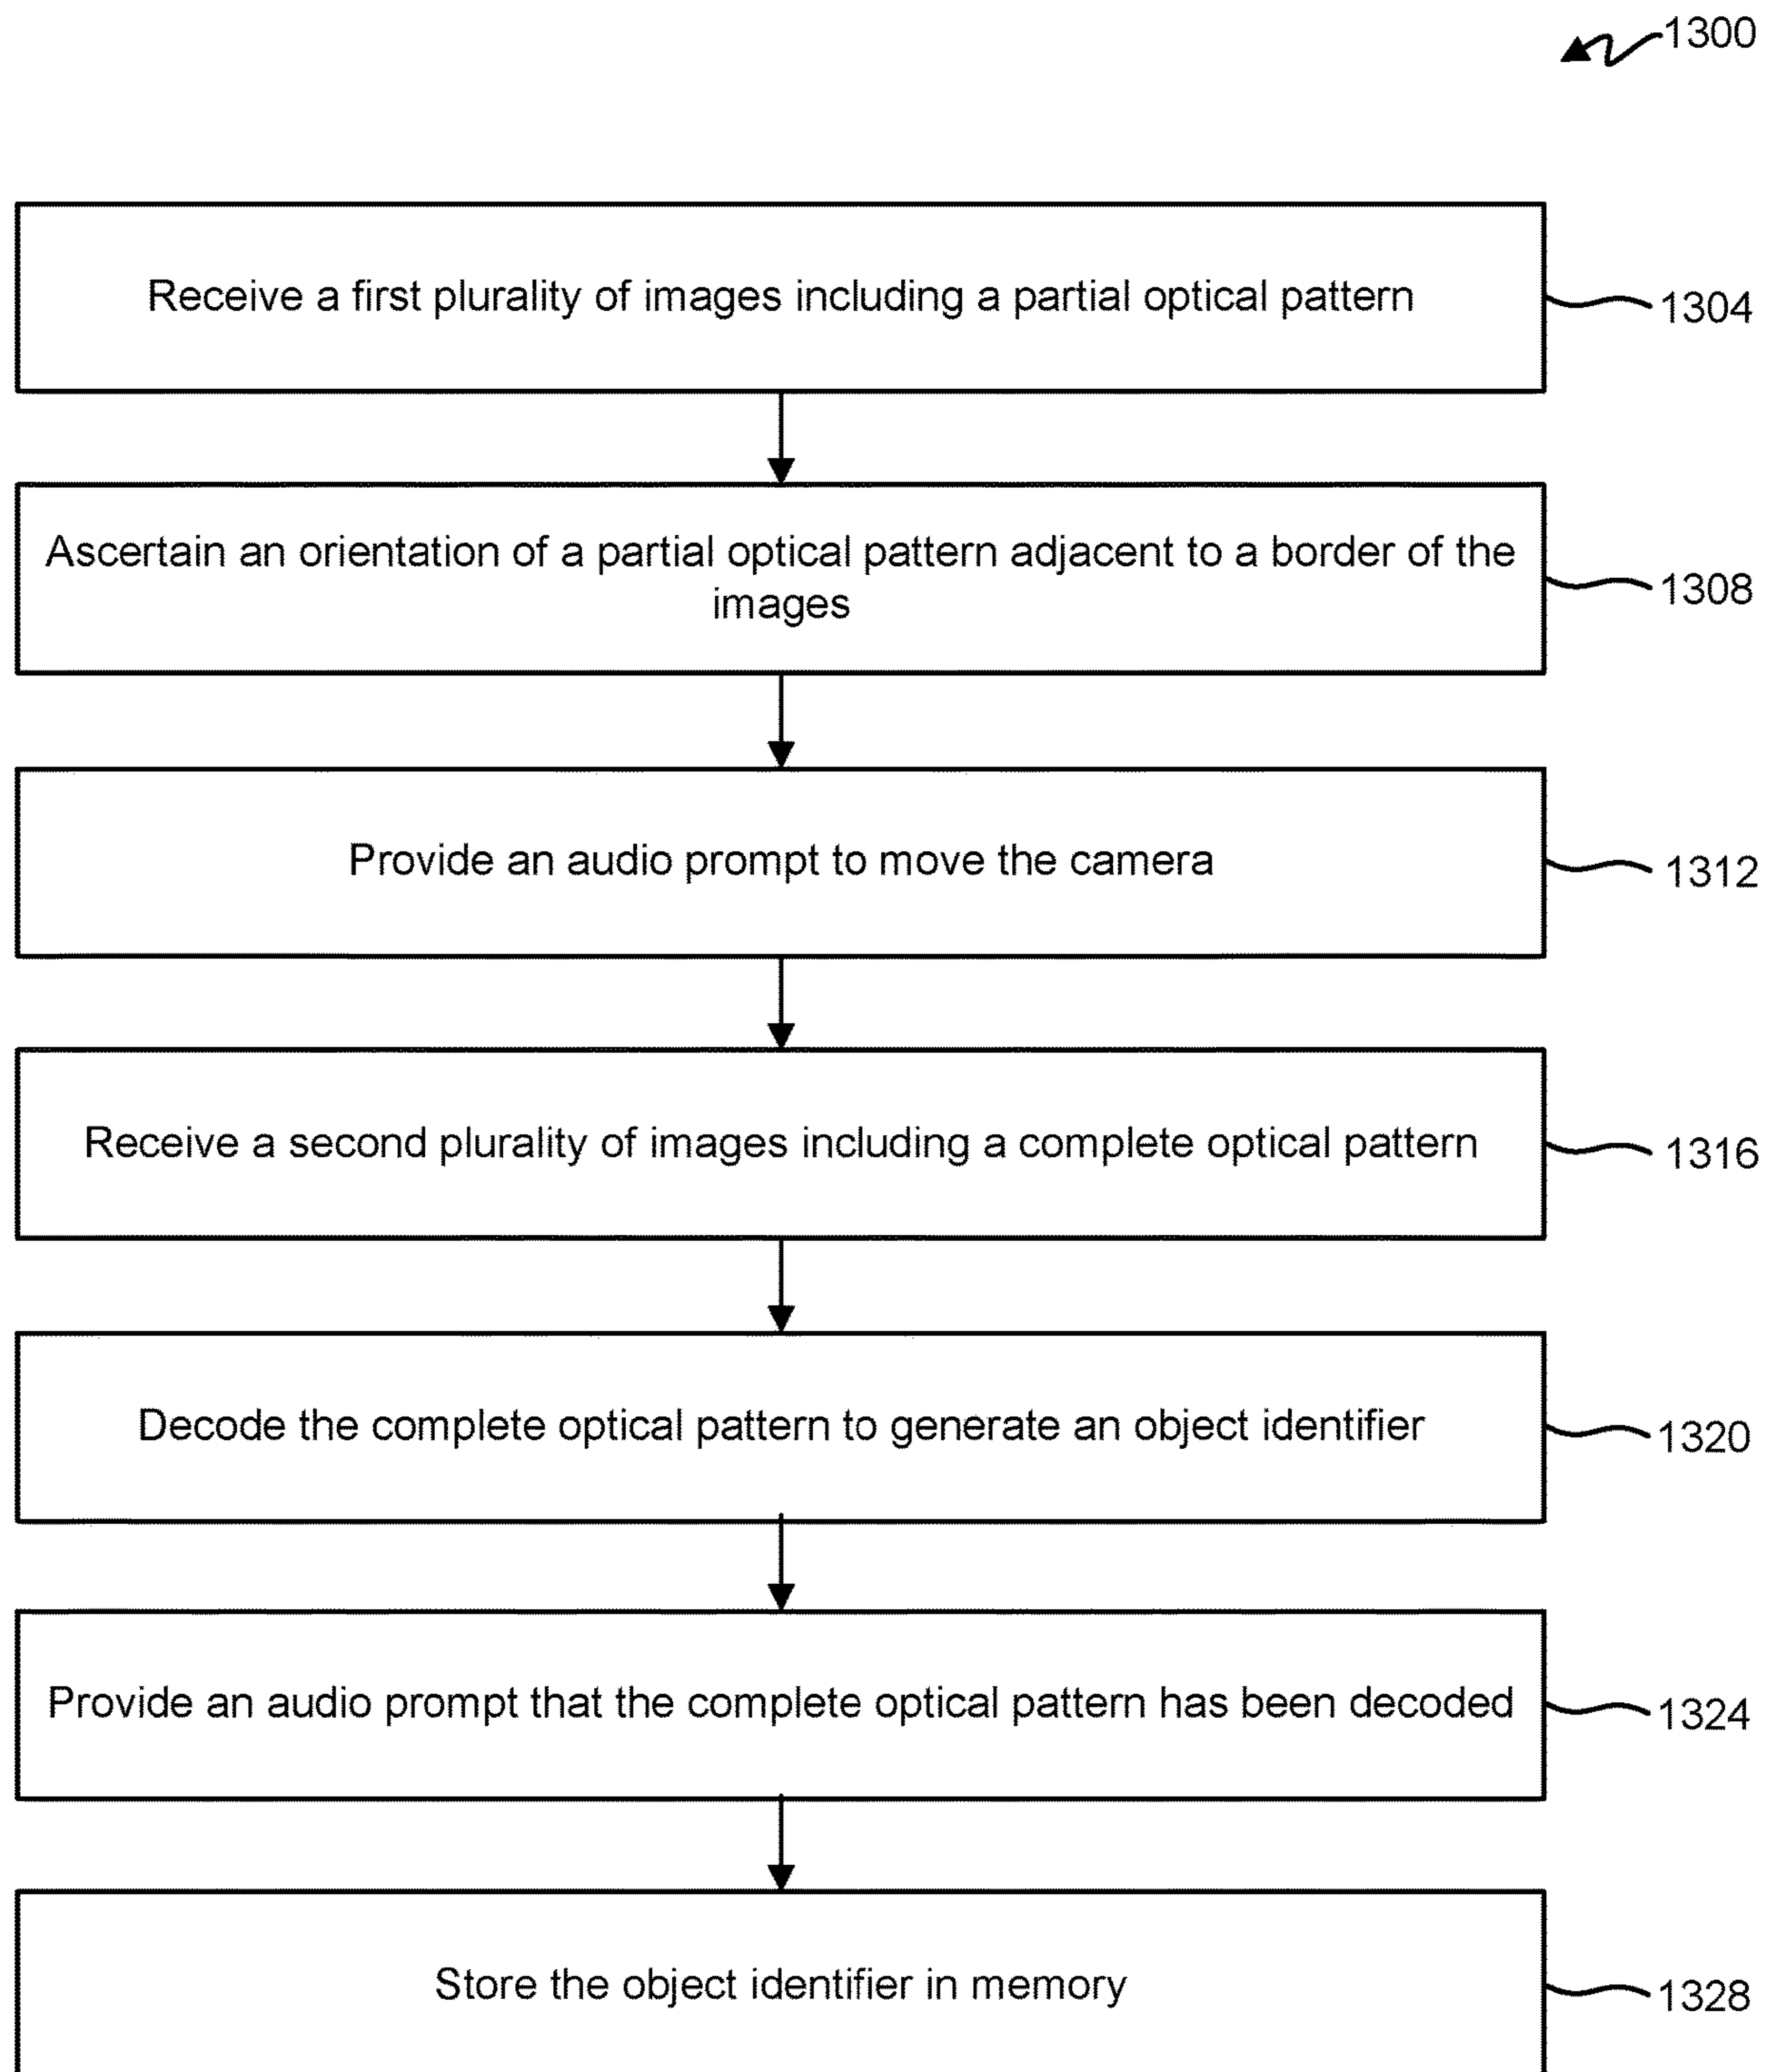 1300
Receive a first plurality of images including a partial optical pattern
1304
Ascertain an orientation of a partial optical pattern adjacent to a border of the
images
1308
Provide an audio prompt to move the camera
1312
Receive a second plurality of images including a complete optical pattern
1316
Decode the complete optical pattern to generate an object identifier
1320
Provide an audio prompt that the complete optical pattern has been decoded
1324
Store the object identifier in memory
1328